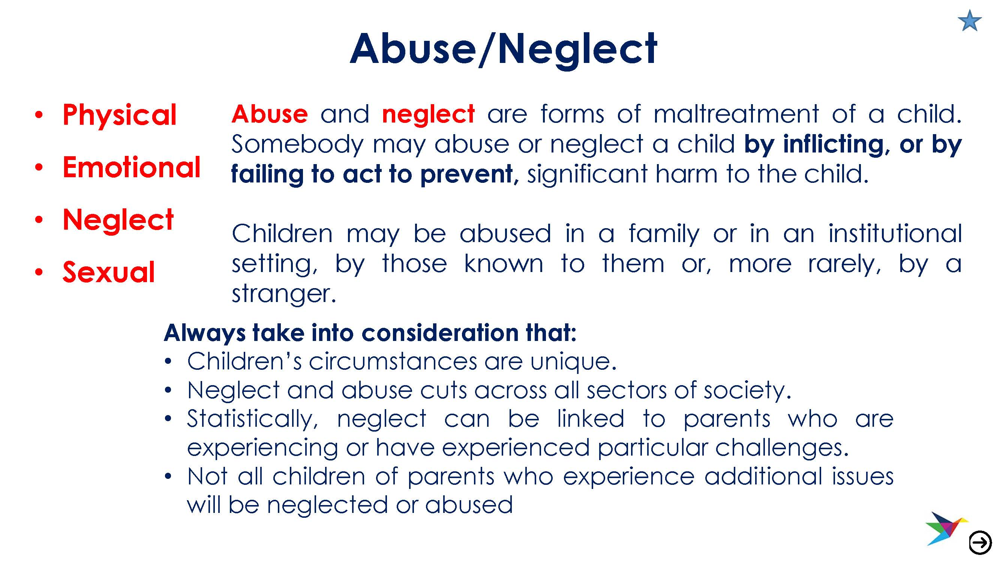 Abuse/Neglect
• Physical
• Emotional
• Neglect
• Sexual
Abuse and neglect are forms of maltreatment of a child.
Somebody may abuse or neglect a child by inflicting, or by
failing to act to prevent, significant harm to the child.
Children may be abused in a family or in an institutional
setting, by those known to them or, more rarely, by a
stranger.
Always take into consideration that:
• Children’s circumstances are unique.
• Neglect and abuse cuts across all sectors of society.
• Statistically, neglect can be linked to parents who are
experiencing or have experienced particular challenges.
• Not all children of parents who experience additional issues
will be neglected or abused